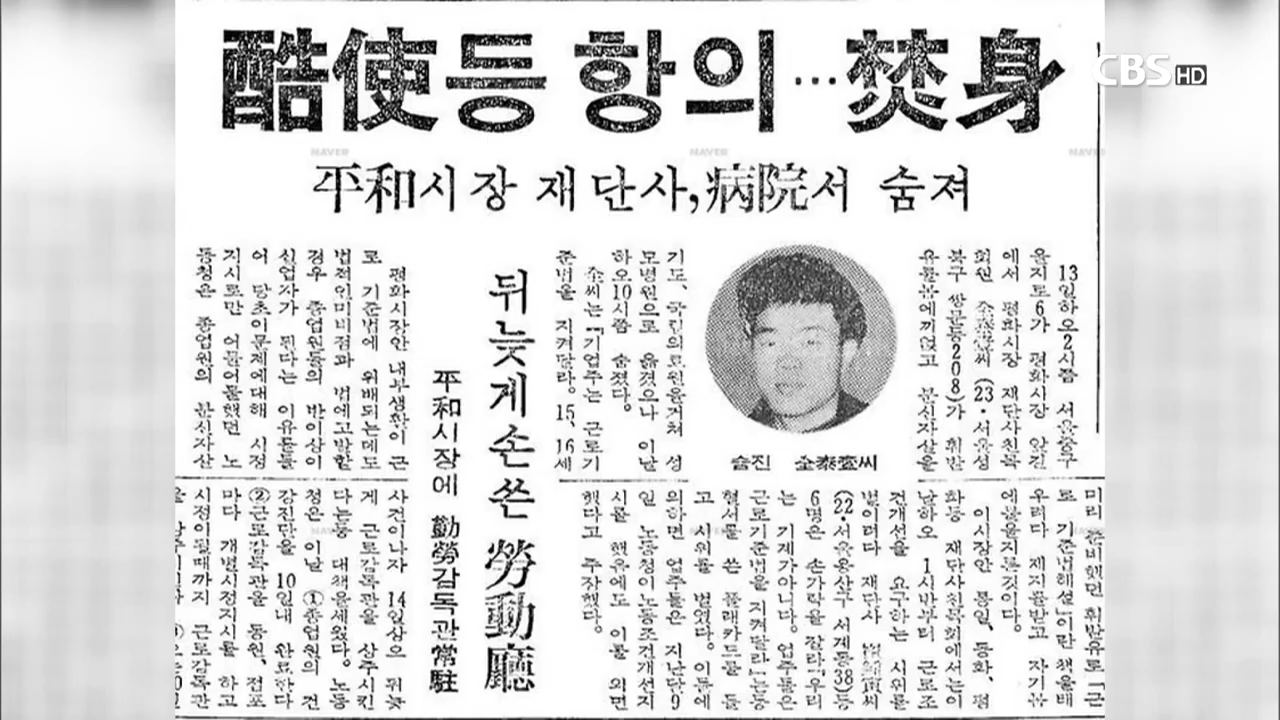 CBS HD
酷使등 항의…焚身
平和시장 재단사,病院서 숨져
13일하오2시쯤 서울중구
을지로6가 평화시장 앞길
에서 평화시장 재단사친목
회원 全泰壹씨 (23·서울성
북구 쌍문동208)가 휘발
유를몸에끼얹고 분신자살을
숨진 全泰壹씨
기도、국립의료원을거쳐 성
모병원으로 옮겼으나 이날
하오10시쯤 숨졌다.
全씨는「기업주는 근로기
준법을 지켜달라. 15、16세
미리 준비했던 휘발유로「근
로 기준법해설」이란 책을태
우려다 제지를받고 자기몸
에불을지른것이다.
이시장안 통일、동화、평
화등 재단사친목회에서는이
날하오 1시반부터 근로조
건개선을 요구하는 시위를
벌이려다 재단사
(22·서울용산구 서계동38)등
6명은 손가락을 잘라「우리
는 기계가아니다. 업주들은
근로기준법을 지켜달라」는등
혈서를 쓴 플래카드를 들
고 시위를 벌였다. 이들에
의하면 업주들은 지난달9
일 노동청이 노동조건개선지
시를 했음에도 이를 외면
했다고 주장했다.
뒤늦게손쓴 勞動廳
平和시장에 勤勞감독관常駐
평화시장안 내부생활이 근
로 기준법에 위배되는데도
법적인미비점과 법에고발할
경우 종업원들의 반이상이
실업자가 된다는 이유를들
어 당초이문제에대해 시정
지시로만 어물어물했던 노
동청은 종업원의 분신자살
사건이나자 14일상오 뒤늦
게 근로감독관을 상주시킨
다는등 대책을세웠다. 노동
청은 이날 ①종업원의 건
강진단을 10일내 완료한다
②근로감독관을 동원、점포
마다 개별시정지시를 하고
시정이될때까지 근로감독관
NAVER
NAVER
NAVER